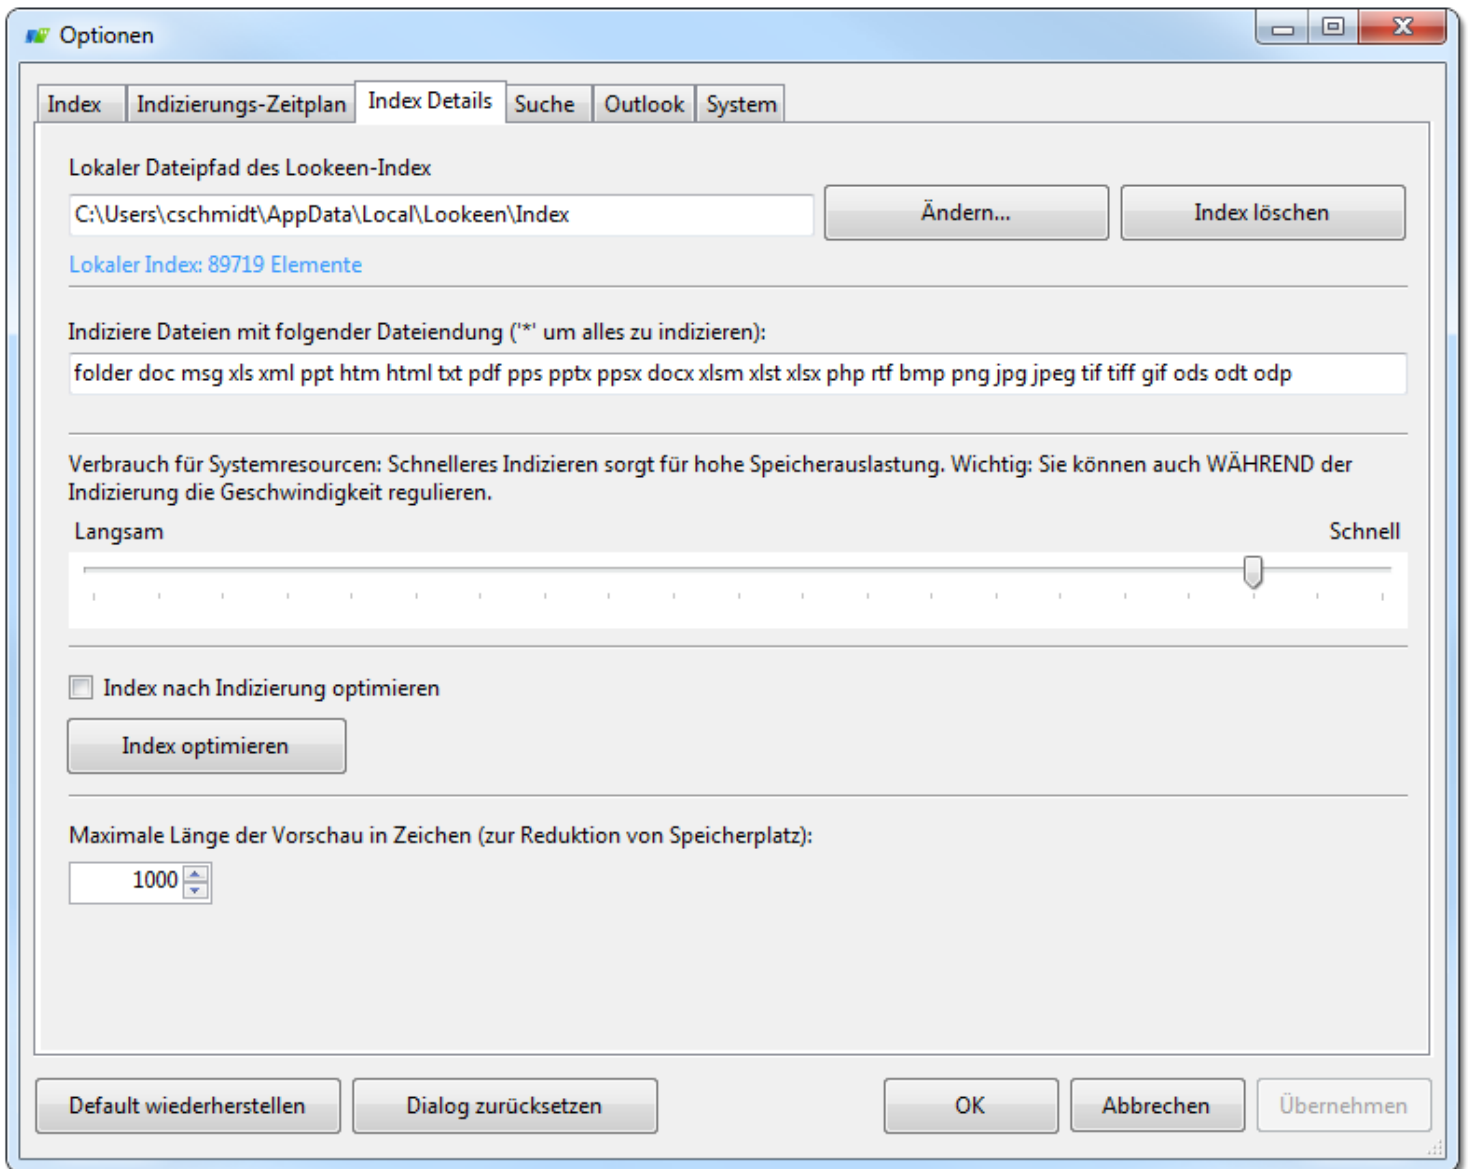 Optionen
Index Indizierungs-Zeitplan Index Details Suche Outlook System
Lokaler Dateipfad des Lookeen-Index
C:\Users\cschmidt\AppData\Local\Lookeen\Index Ändern... Index löschen
Lokaler Index: 89719 Elemente
Indiziere Dateien mit folgender Dateiendung ('*' um alles zu indizieren):
folder doc msg xls xml ppt htm html txt pdf pps pptx ppsx docx xlsm xlst xlsx php rtf bmp png jpg jpeg tif tiff gif ods odt odp
Verbrauch für Systemresourcen: Schnelleres Indizieren sorgt für hohe Speicherauslastung. Wichtig: Sie können auch WÄHREND der
Indizierung die Geschwindigkeit regulieren.
Langsam Schnell
Index nach Indizierung optimieren
Index optimieren
Maximale Länge der Vorschau in Zeichen (zur Reduktion von Speicherplatz):
1000
Default wiederherstellen Dialog zurücksetzen OK Abbrechen Übernehmen